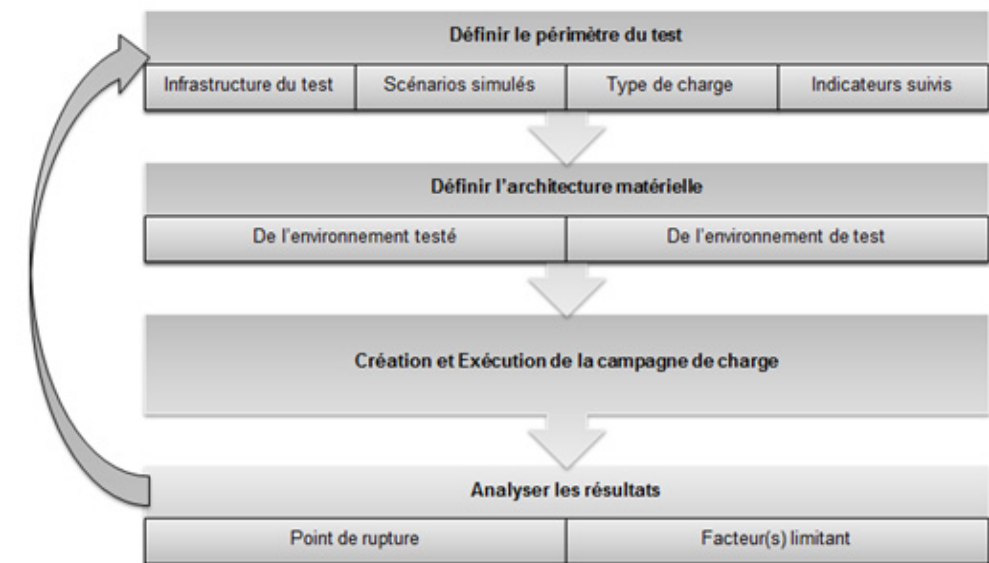 Définir le périmètre du test
Infrastructure du test
Scénarios simulés
Type de charge
Indicateurs suivis
Définir l'architecture matérielle
De l'environnement testé
De l'environnement de test
Création et Exécution de la campagne de charge
Analyser les résultats
Point de rupture
Facteur(s) limitant